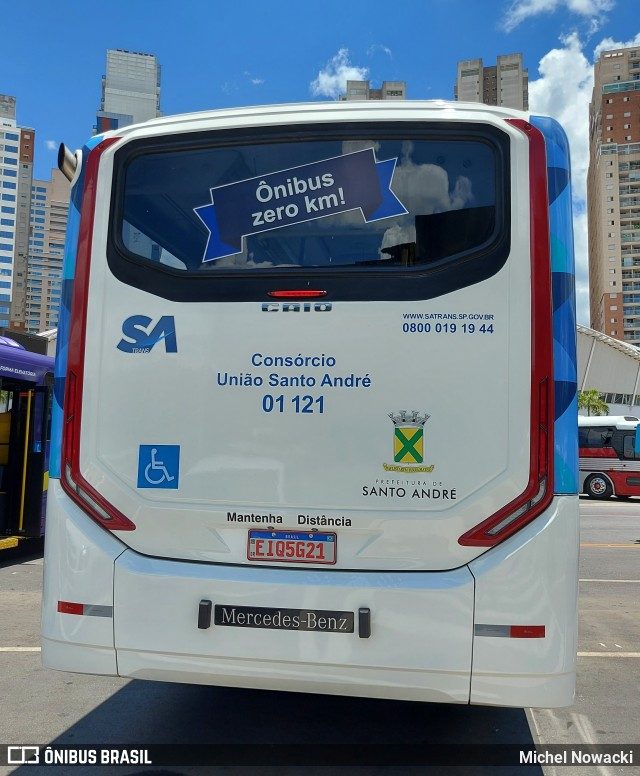 Ônibus
zero km!
CAIO
SA
TRANS
WWW.SATRANS.SP.GOV.BR
0800 019 19 44
Consórcio
União Santo André
01 121
PREFEITURA DE
SANTO ANDRÉ
Mantenha Distância
BRASIL
EIQ5G21
Mercedes-Benz
ÔNIBUS BRASIL
Michel Nowacki